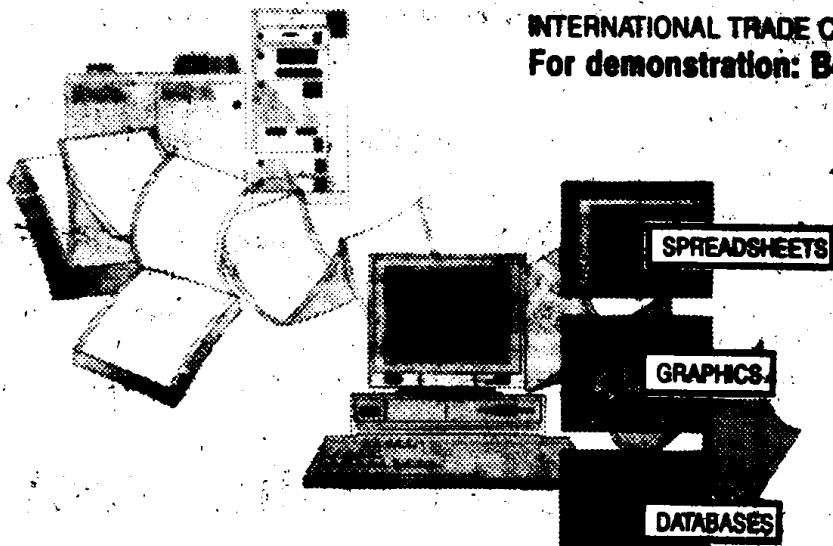 INTERNATIONAL TRADE C
For demonstration: B
SPREADSHEETS
GRAPHICS
DATABASES